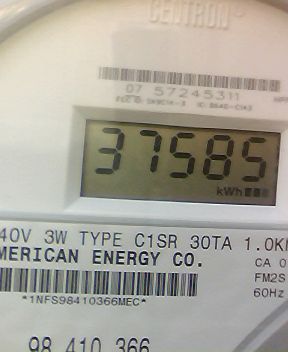 CENTRON
07 57245311
37585
kWh
40V 3W TYPE C1SR 30TA 1.0K
MERICAN ENERGY CO.
CA 0
FM2S
60Hz
*1NFS98410366MEC*
98 410 366